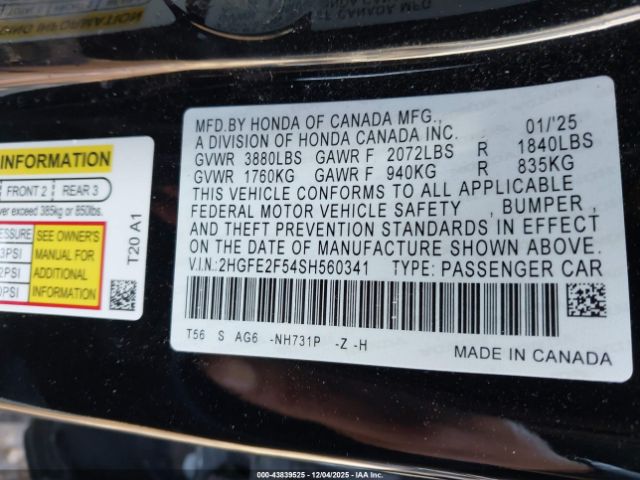 MFD.BY HONDA OF CANADA MFG.,
A DIVISION OF HONDA CANADA INC. 01/'25
GVWR 3880LBS GAWR F 2072LBS R 1840LBS
GVWR 1760KG GAWR F 940KG R 835KG
THIS VEHICLE CONFORMS TO ALL APPLICABLE
FEDERAL MOTOR VEHICLE SAFETY , BUMPER ,
AND THEFT PREVENTION STANDARDS IN EFFECT
ON THE DATE OF MANUFACTURE SHOWN ABOVE.
V.I.N.: 2HGFE2F54SH560341 TYPE: PASSENGER CAR
T56 S AG6 -NH731P -Z -H
MADE IN CANADA
INFORMATION
FRONT 2 REAR 3
exceed 385kg or 850lbs.
SEE OWNER'S
MANUAL FOR
ADDITIONAL
INFORMATION
T20 A1
000-43839525 - 12/04/2025 - IAAI.COM